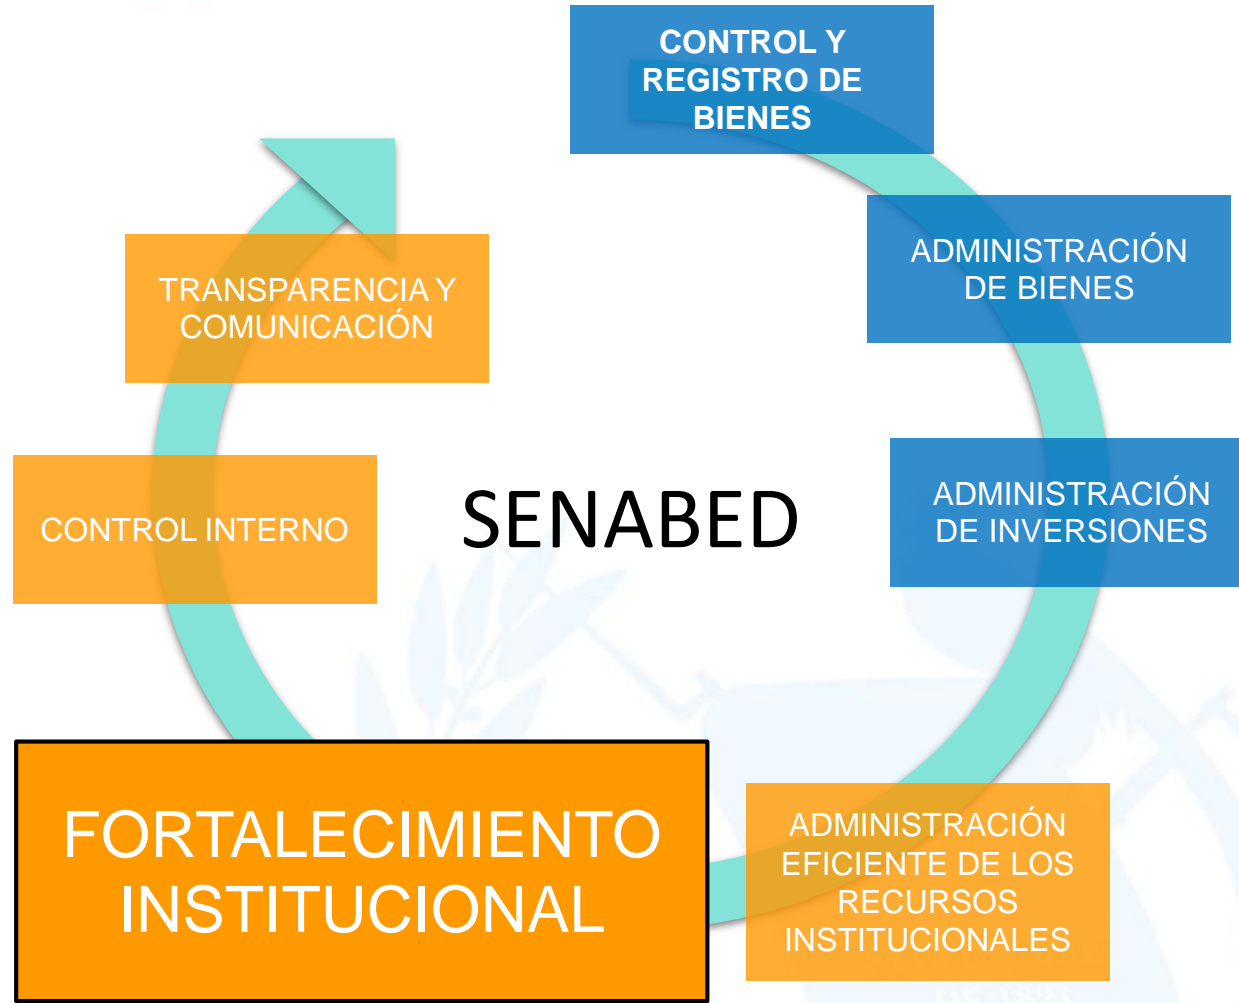 CONTROL Y
REGISTRO DE
BIENES
ADMINISTRACIÓN
DE BIENES
ADMINISTRACIÓN
DE INVERSIONES
ADMINISTRACIÓN
EFICIENTE DE LOS
RECURSOS
INSTITUCIONALES
FORTALECIMIENTO
INSTITUCIONAL
CONTROL INTERNO
TRANSPARENCIA Y
COMUNICACIÓN
SENABED